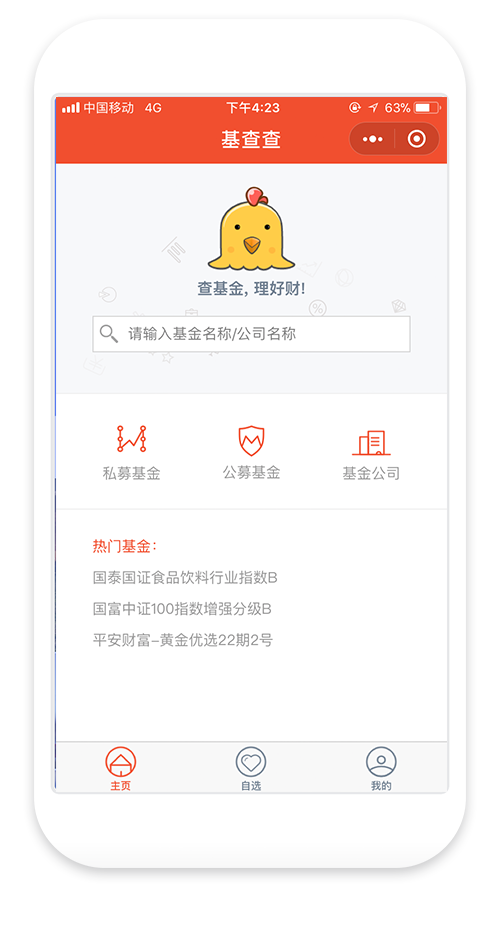 中国移动 4G 下午4:23 63%
基查查
查基金, 理好财!
请输入基金名称/公司名称
私募基金 公募基金 基金公司
热门基金:
国泰国证食品饮料行业指数B
国富中证100指数增强分级B
平安财富-黄金优选22期2号
主页 自选 我的